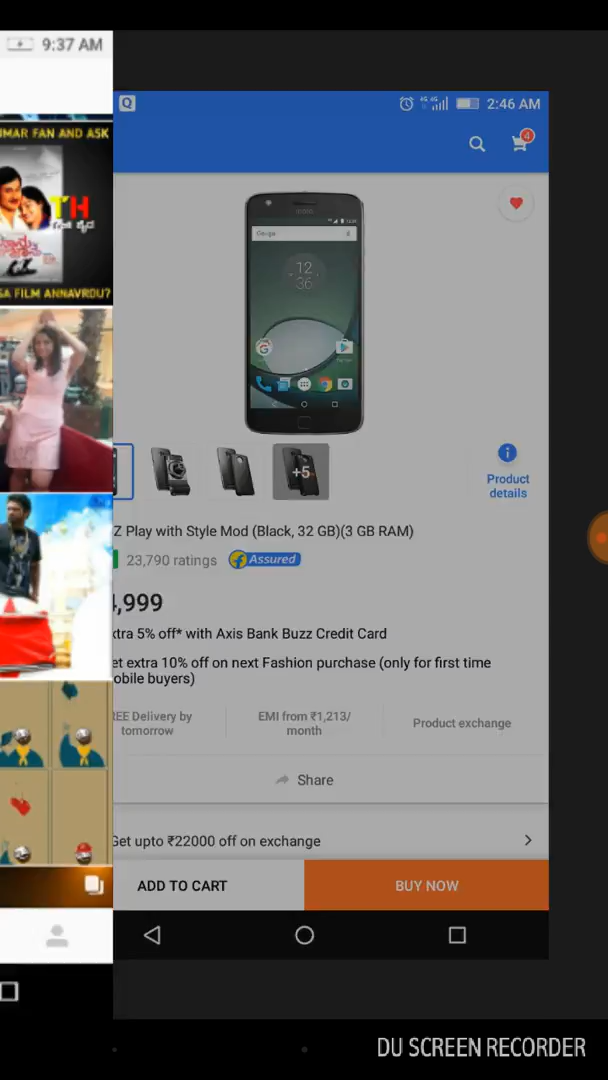 9:37 AM
UMAR FAN AND ASK
TH
SA FILM ANNAVRDU?
Q
2:46 AM
4
moto
Google
12
36
+5
i
Product
details
Z Play with Style Mod (Black, 32 GB)(3 GB RAM)
23,790 ratings
Assured
4,999
xtra 5% off* with Axis Bank Buzz Credit Card
et extra 10% off on next Fashion purchase (only for first time
obile buyers)
REE Delivery by
tomorrow
EMI from ₹1,213/
month
Product exchange
Share
Get upto ₹22000 off on exchange
ADD TO CART
BUY NOW
DU SCREEN RECORDER